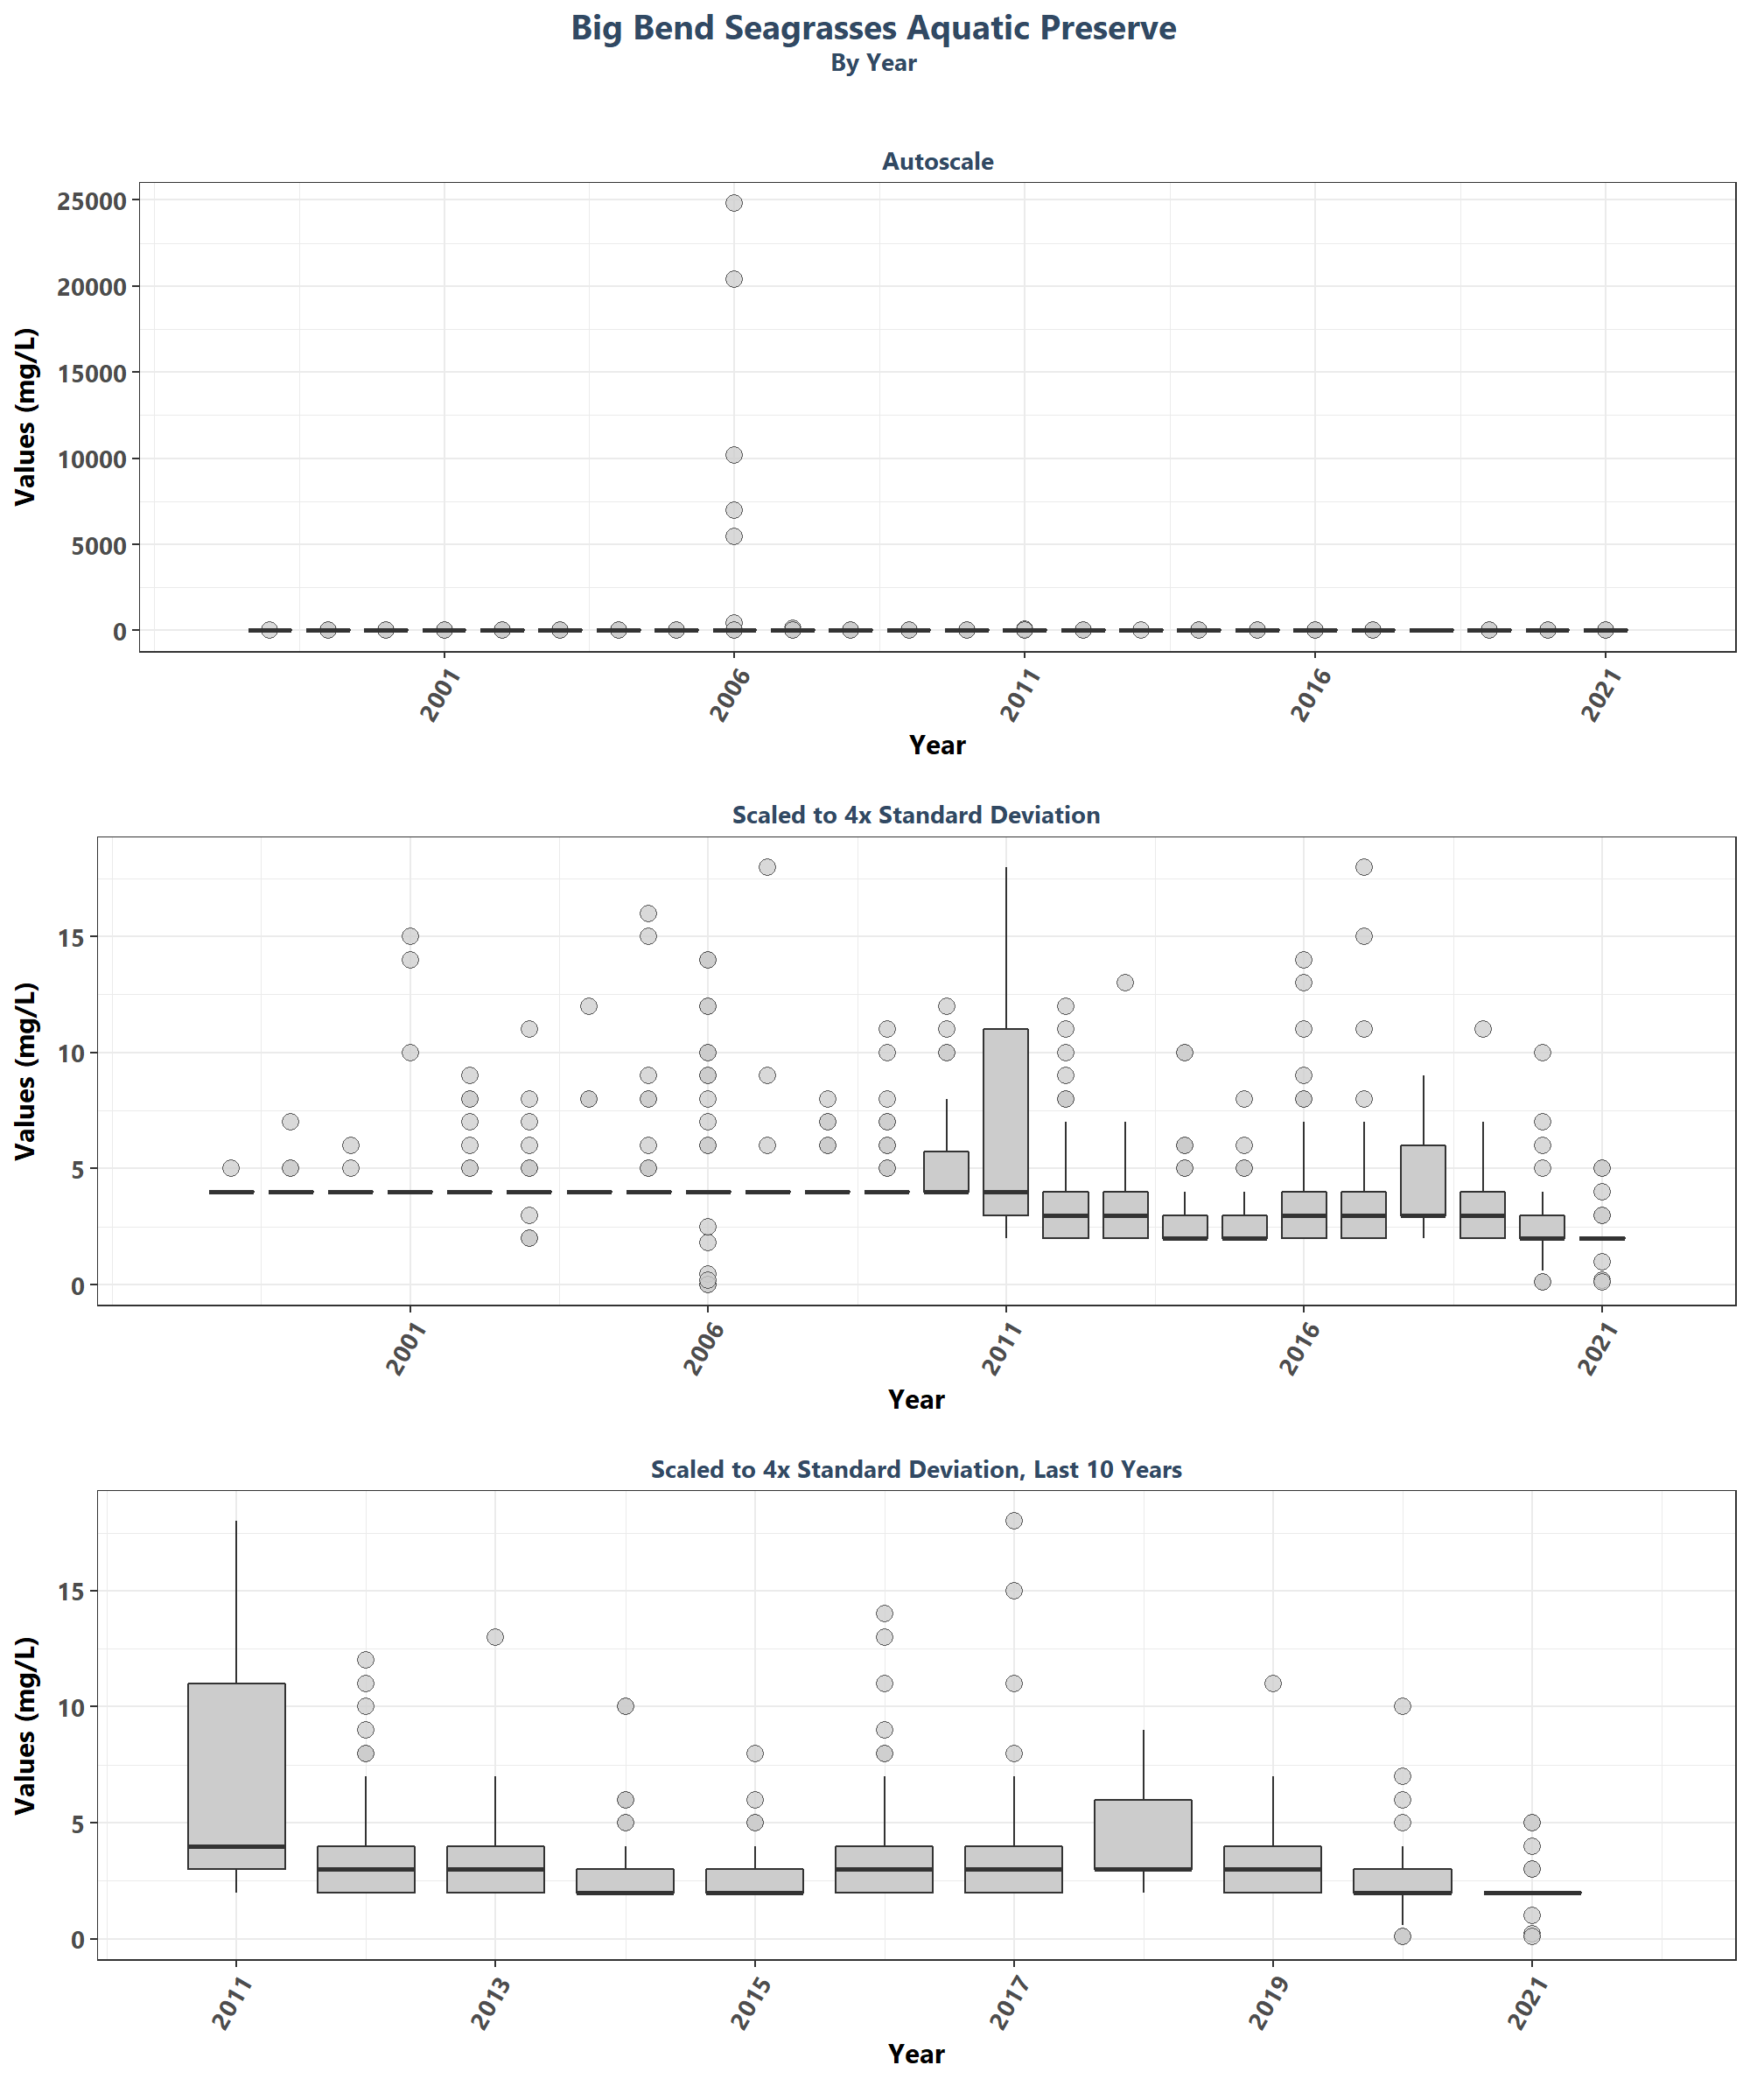 Big Bend Seagrasses Aquatic Preserve
By Year
Autoscale
Values (mg/L)
25000
20000
15000
10000
5000
0
2001
2006
2011
2016
2021
Year
Scaled to 4x Standard Deviation
Values (mg/L)
15
10
5
0
2001
2006
2011
2016
2021
Year
Scaled to 4x Standard Deviation, Last 10 Years
Values (mg/L)
15
10
5
0
2011
2013
2015
2017
2019
2021
Year